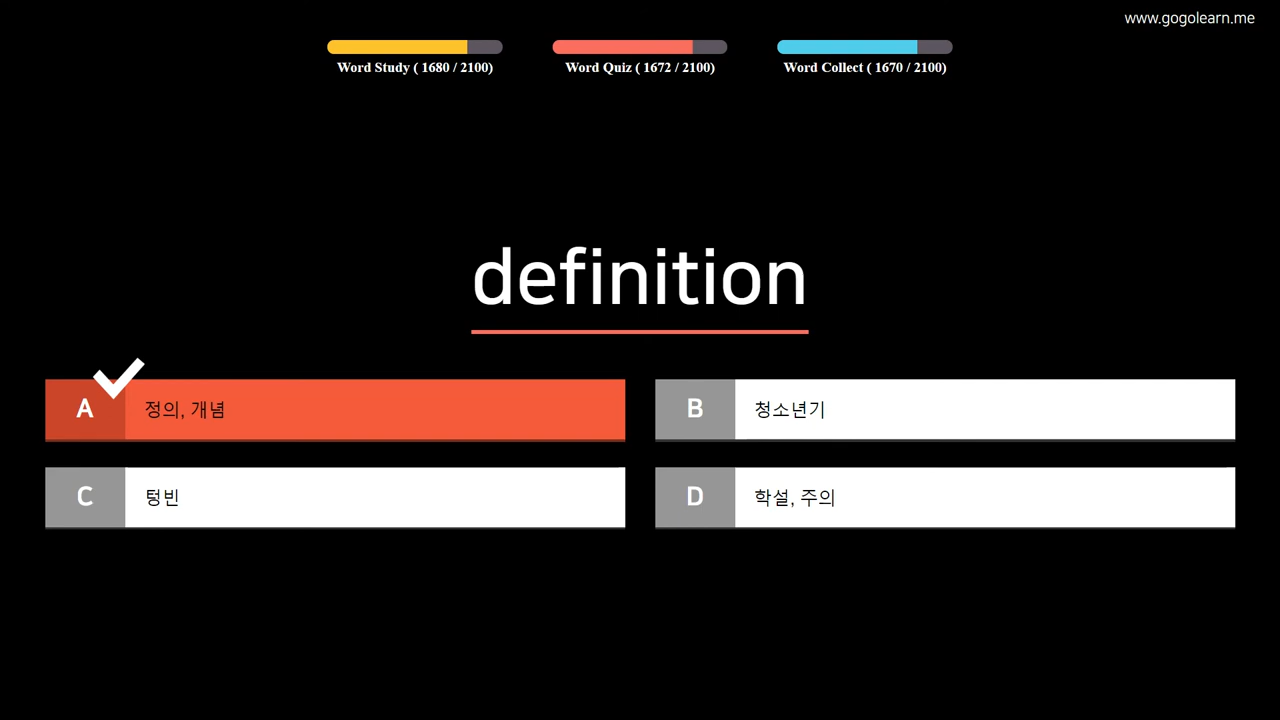 www.gogolearn.me
Word Study ( 1680 / 2100) Word Quiz ( 1672 / 2100) Word Collect ( 1670 / 2100)
definition
A 정의, 개념
B 청소년기
C 텅빈
D 학설, 주의